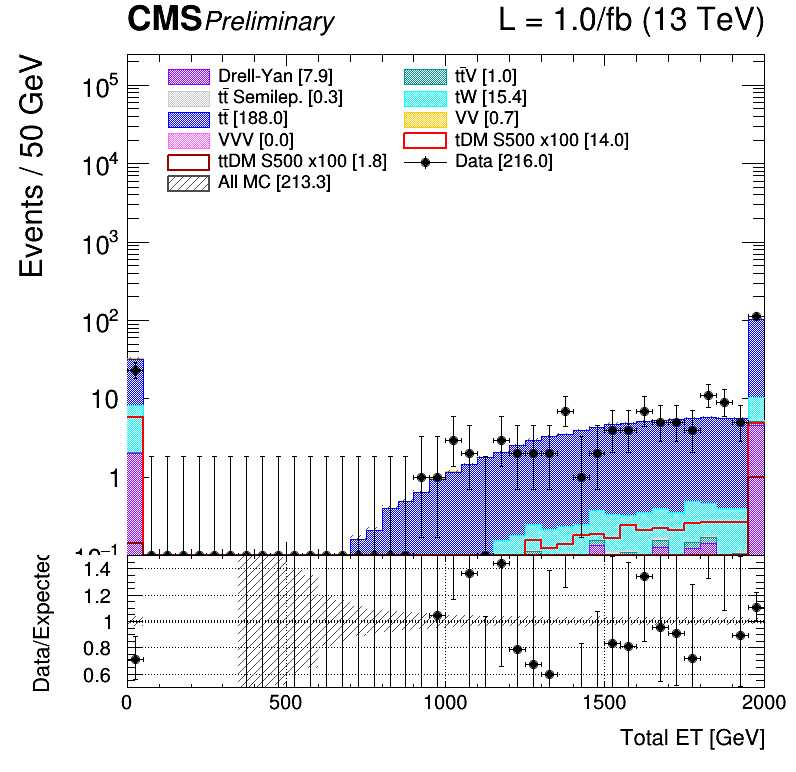 CMS Preliminary L = 1.0/fb (13 TeV)
Events / 50 GeV
Drell-Yan [7.9] tt̄V [1.0]
tt̄ Semilep. [0.3] tW [15.4]
tt̄ [188.0] VV [0.7]
VVV [0.0] tDM S500 x100 [14.0]
ttDM S500 x100 [1.8] Data [216.0]
All MC [213.3]
10⁵
10⁴
10³
10²
10
1
10⁻¹
Data/Expected
1.4
1.2
1
0.8
0.6
0 500 1000 1500 2000
Total ET [GeV]